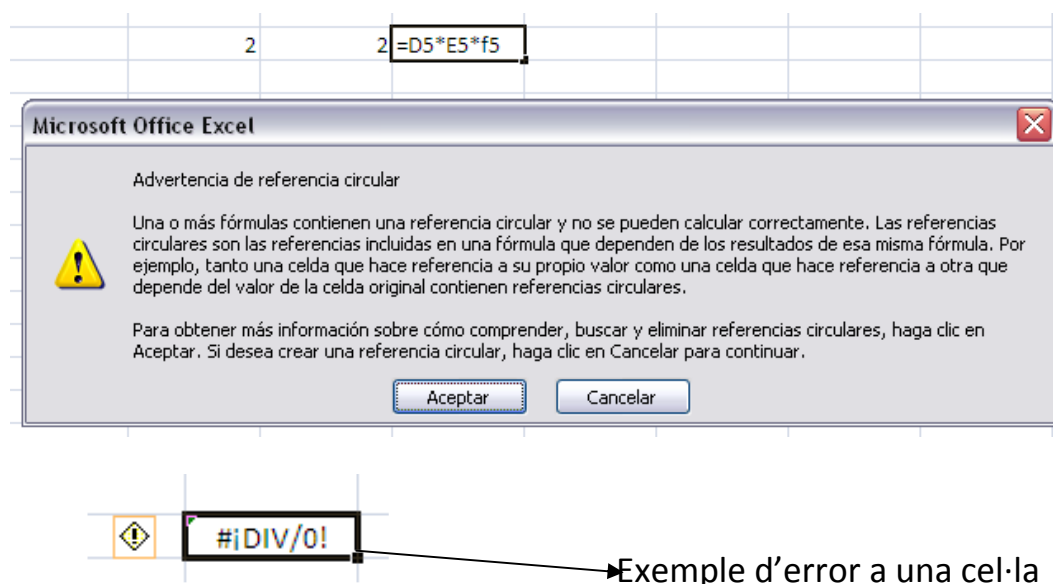 2 2 =D5*E5*f5
Microsoft Office Excel
Advertencia de referencia circular
Una o más fórmulas contienen una referencia circular y no se pueden calcular correctamente. Las referencias
circulares son las referencias incluidas en una fórmula que dependen de los resultados de esa misma fórmula. Por
ejemplo, tanto una celda que hace referencia a su propio valor como una celda que hace referencia a otra que
depende del valor de la celda original contienen referencias circulares.
Para obtener más información sobre cómo comprender, buscar y eliminar referencias circulares, haga clic en
Aceptar. Si desea crear una referencia circular, haga clic en Cancelar para continuar.
Aceptar Cancelar
#¡DIV/0!
Exemple d'error a una cel·la